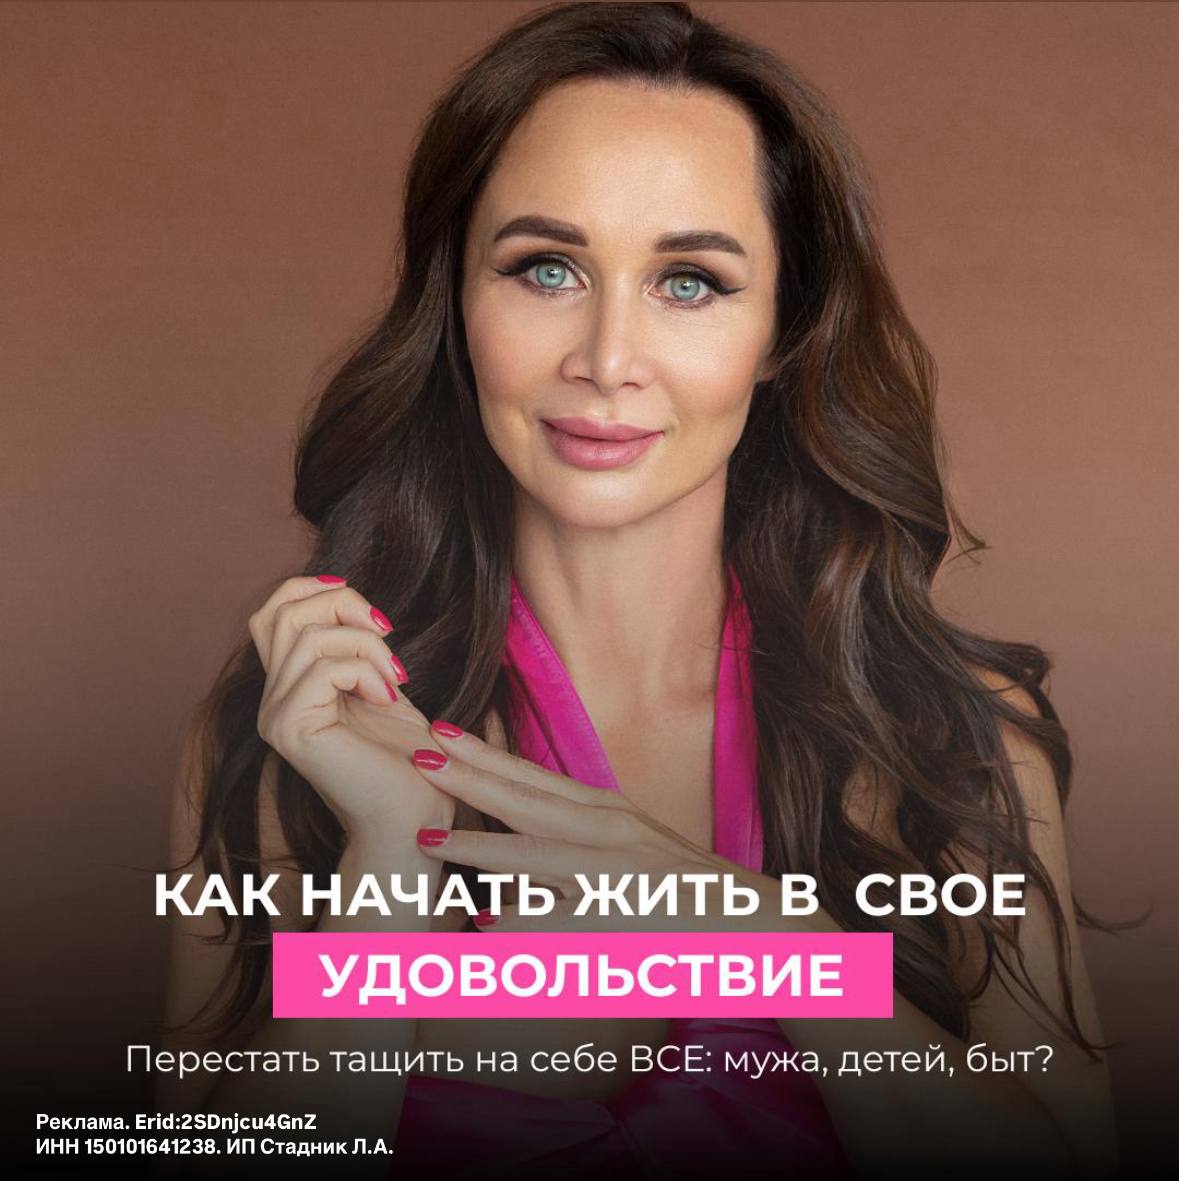 КАК НАЧАТЬ ЖИТЬ В СВОЕ
УДОВОЛЬСТВИЕ
Перестать тащить на себе ВСЕ: мужа, детей, быт?
Реклама. Erid:2SDnjcu4GnZ
ИНН 150101641238. ИП Стадник Л.А.